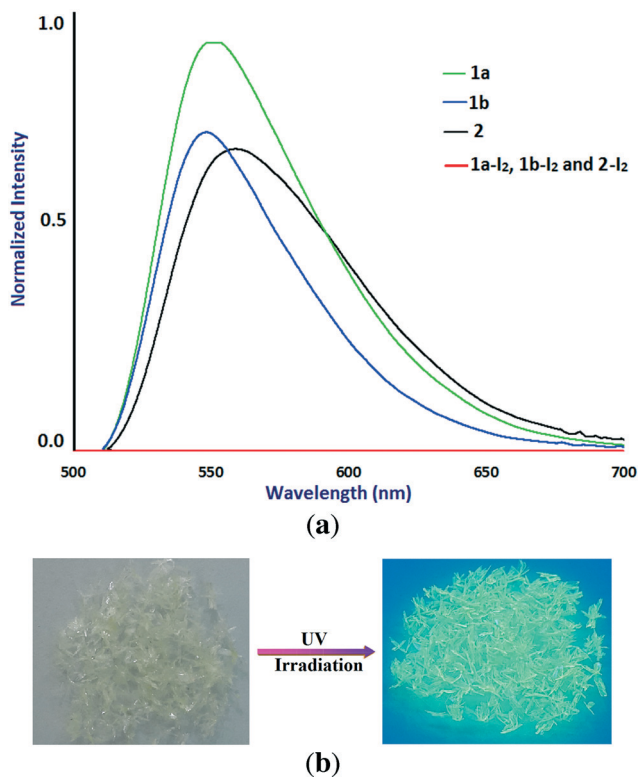 1.0
1a
1b
2
1a-I₂, 1b-I₂ and 2-I₂
Normalized Intensity
0.5
0.0
500 550 600 650 700
Wavelength (nm)
(a)
UV
Irradiation
(b)